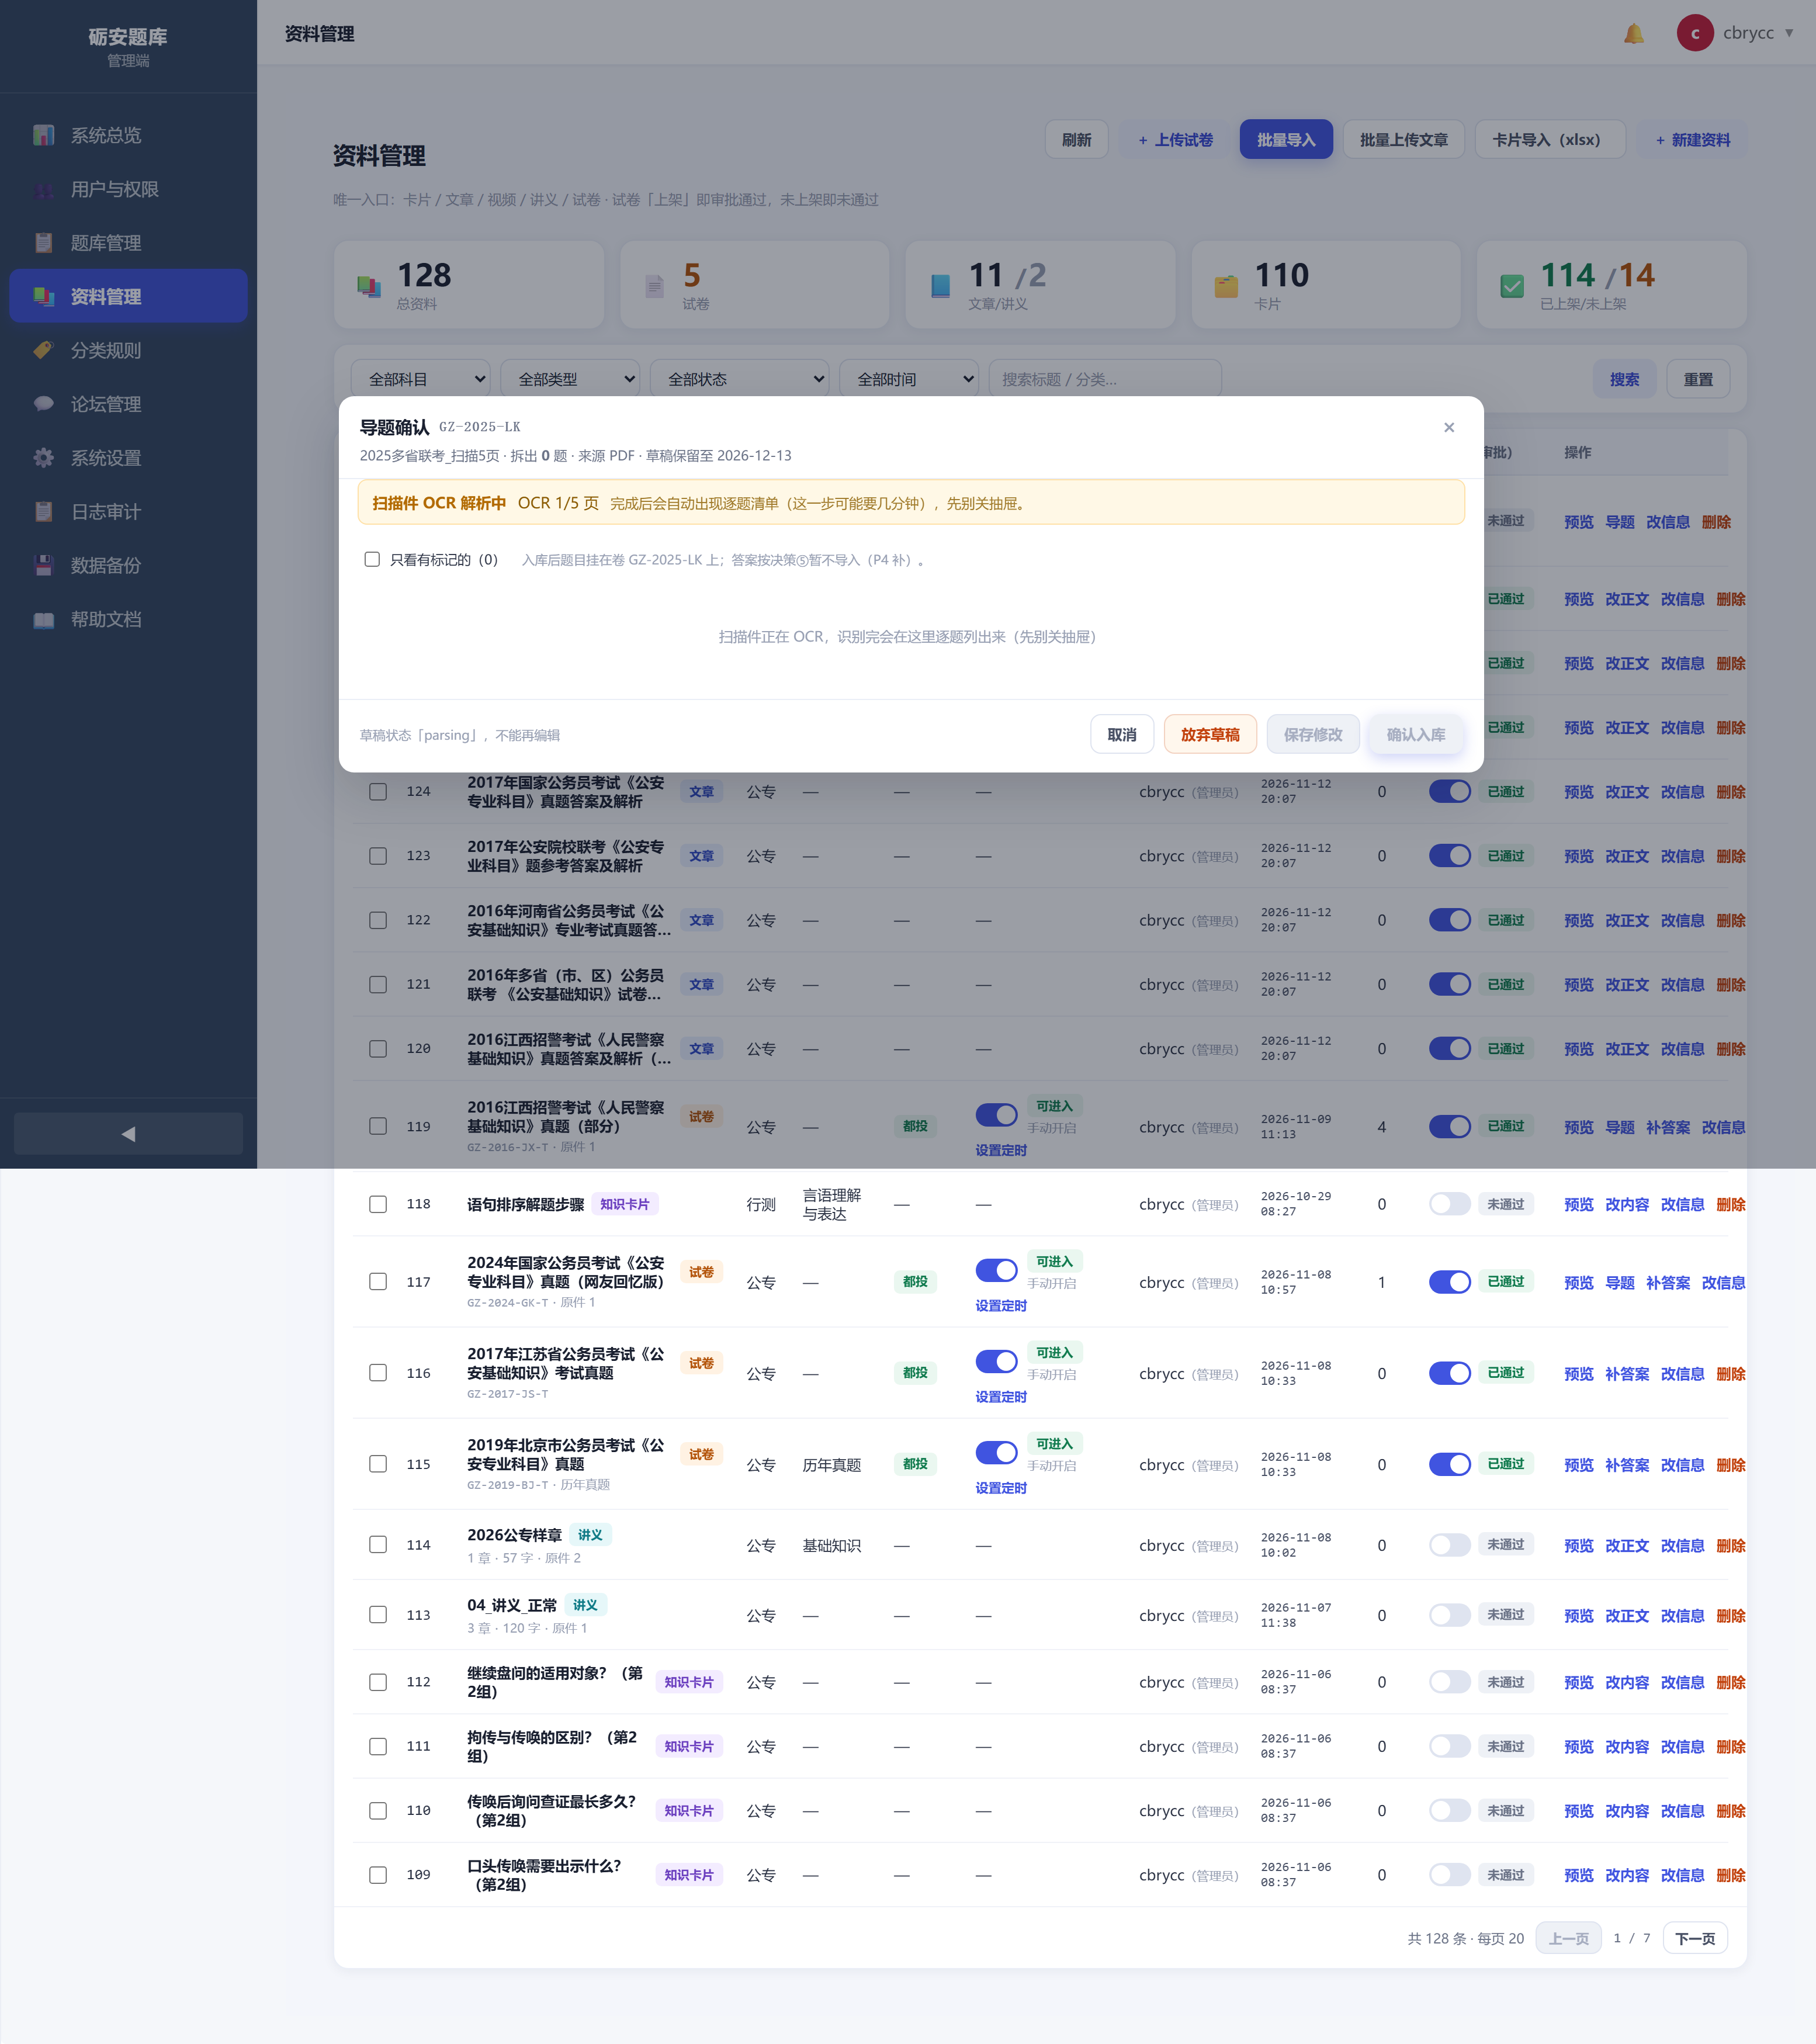 砺安题库
管理端
系统总览
用户与权限
题库管理
资料管理
分类规则
论坛管理
系统设置
日志审计
数据备份
帮助文档
◀
资料管理
c cbrycc ▼
资料管理
刷新 + 上传试卷 批量导入 批量上传文章 卡片导入（xlsx） + 新建资料
唯一入口：卡片 / 文章 / 视频 / 讲义 / 试卷 · 试卷「上架」即审批通过，未上架即未通过
128 总资料
5 试卷
11 /2 文章/讲义
110 卡片
114 /14 已上架/未上架
全部科目 全部类型 全部状态 全部时间 搜索标题 / 分类... 搜索 重置
审批） 操作
导题确认 GZ-2025-LK ×
2025多省联考_扫描5页 · 拆出 0 题 · 来源 PDF · 草稿保留至 2026-12-13
扫描件 OCR 解析中 OCR 1/5 页 完成后会自动出现逐题清单（这一步可能要几分钟），先别关抽屉。
只看有标记的（0） 入库后题目挂在卷 GZ-2025-LK 上；答案按决策⑤暂不导入（P4 补）。
扫描件正在 OCR，识别完会在这里逐题列出来（先别关抽屉）
草稿状态「parsing」，不能再编辑 取消 放弃草稿 保存修改 确认入库
未通过 预览 导题 改信息 删除
已通过 预览 改正文 改信息 删除
已通过 预览 改正文 改信息 删除
已通过 预览 改正文 改信息 删除
124 2017年国家公务员考试《公安专业科目》真题答案及解析 文章 公专 — — — cbrycc (管理员) 2026-11-12 20:07 0 已通过 预览 改正文 改信息 删除
123 2017年公安院校联考《公安专业科目》题参考答案及解析 文章 公专 — — — cbrycc (管理员) 2026-11-12 20:07 0 已通过 预览 改正文 改信息 删除
122 2016年河南省公务员考试《公安基础知识》专业考试真题答... 文章 公专 — — — cbrycc (管理员) 2026-11-12 20:07 0 已通过 预览 改正文 改信息 删除
121 2016年多省（市、区）公务员联考 《公安基础知识》试卷... 文章 公专 — — — cbrycc (管理员) 2026-11-12 20:07 0 已通过 预览 改正文 改信息 删除
120 2016江西招警考试《人民警察基础知识》真题答案及解析（... 文章 公专 — — — cbrycc (管理员) 2026-11-12 20:07 0 已通过 预览 改正文 改信息 删除
119 2016江西招警考试《人民警察基础知识》真题（部分） GZ-2016-JX-T · 原件 1 试卷 公专 — 都投 可进入 手动开启 设置定时 cbrycc (管理员) 2026-11-09 11:13 4 已通过 预览 导题 补答案 改信息
118 语句排序解题步骤 知识卡片 行测 言语理解与表达 — — cbrycc (管理员) 2026-10-29 08:27 0 未通过 预览 改内容 改信息 删除
117 2024年国家公务员考试《公安专业科目》真题（网友回忆版） GZ-2024-GK-T · 原件 1 试卷 公专 — 都投 可进入 手动开启 设置定时 cbrycc (管理员) 2026-11-08 10:57 1 已通过 预览 导题 补答案 改信息
116 2017年江苏省公务员考试《公安基础知识》考试真题 GZ-2017-JS-T 试卷 公专 — 都投 可进入 手动开启 设置定时 cbrycc (管理员) 2026-11-08 10:33 0 已通过 预览 补答案 改信息 删除
115 2019年北京市公务员考试《公安专业科目》真题 GZ-2019-BJ-T · 历年真题 试卷 公专 历年真题 都投 可进入 手动开启 设置定时 cbrycc (管理员) 2026-11-08 10:33 0 已通过 预览 补答案 改信息 删除
114 2026公专样章 讲义 1 章 · 57 字 · 原件 2 公专 基础知识 — — cbrycc (管理员) 2026-11-08 10:02 0 未通过 预览 改正文 改信息 删除
113 04_讲义_正常 讲义 3 章 · 120 字 · 原件 1 公专 — — — cbrycc (管理员) 2026-11-07 11:38 0 未通过 预览 改正文 改信息 删除
112 继续盘问的适用对象？（第2组） 知识卡片 公专 — — — cbrycc (管理员) 2026-11-06 08:37 0 未通过 预览 改内容 改信息 删除
111 拘传与传唤的区别？（第2组） 知识卡片 公专 — — — cbrycc (管理员) 2026-11-06 08:37 0 未通过 预览 改内容 改信息 删除
110 传唤后询问查证最长多久？（第2组） 知识卡片 公专 — — — cbrycc (管理员) 2026-11-06 08:37 0 未通过 预览 改内容 改信息 删除
109 口头传唤需要出示什么？（第2组） 知识卡片 公专 — — — cbrycc (管理员) 2026-11-06 08:37 0 未通过 预览 改内容 改信息 删除
共 128 条 · 每页 20 上一页 1 / 7 下一页